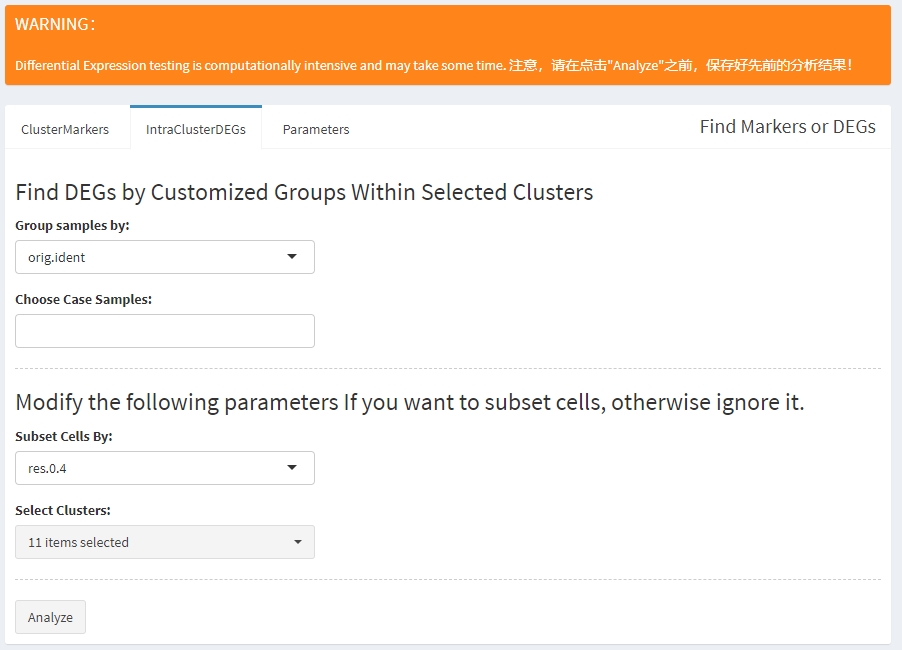 WARNING:
Differential Expression testing is computationally intensive and may take some time. 注意，请在点击"Analyze"之前，保存好先前的分析结果！
ClusterMarkers IntraClusterDEGs Parameters Find Markers or DEGs
Find DEGs by Customized Groups Within Selected Clusters
Group samples by:
orig.ident
Choose Case Samples:
Modify the following parameters If you want to subset cells, otherwise ignore it.
Subset Cells By:
res.0.4
Select Clusters:
11 items selected
Analyze